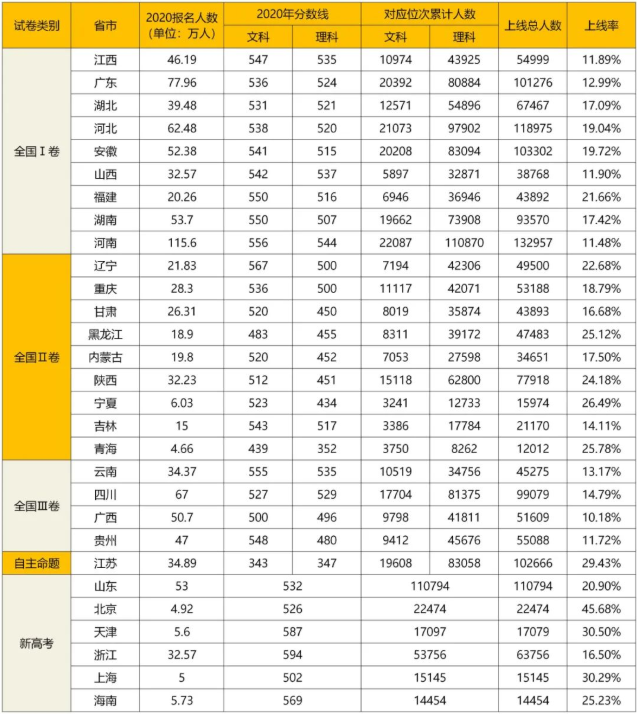 试卷类别 省市 2020报名人数（单位：万人） 2020年分数线 对应位次累计人数 上线总人数 上线率
文科 理科 文科 理科
全国Ⅰ卷
江西 46.19 547 535 10974 43925 54999 11.89%
广东 77.96 536 524 20392 80884 101276 12.99%
湖北 39.48 531 521 12571 54896 67467 17.09%
河北 62.48 538 520 21073 97902 118975 19.04%
安徽 52.38 541 515 20208 83094 103302 19.72%
山西 32.57 542 537 5897 32871 38768 11.90%
福建 20.26 550 516 6946 36946 43892 21.66%
湖南 53.7 550 507 19662 73908 93570 17.42%
河南 115.6 556 544 22087 110870 132957 11.48%
全国Ⅱ卷
辽宁 21.83 567 500 7194 42306 49500 22.68%
重庆 28.3 536 500 11117 42071 53188 18.79%
甘肃 26.31 520 450 8019 35874 43893 16.68%
黑龙江 18.9 483 455 8311 39172 47483 25.12%
内蒙古 19.8 520 452 7053 27598 34651 17.50%
陕西 32.23 512 451 15118 62800 77918 24.18%
宁夏 6.03 523 434 3241 12733 15974 26.49%
吉林 15 543 517 3386 17784 21170 14.11%
青海 4.66 439 352 3750 8262 12012 25.78%
全国Ⅲ卷
云南 34.37 555 535 10519 34756 45275 13.17%
四川 67 527 529 17704 81375 99079 14.79%
广西 50.7 500 496 9798 41811 51609 10.18%
贵州 47 548 480 9412 45676 55088 11.72%
自主命题 江苏 34.89 343 347 19608 83058 102666 29.43%
新高考
山东 53 532 110794 110794 20.90%
北京 4.92 526 22474 22474 45.68%
天津 5.6 587 17097 17079 30.50%
浙江 32.57 594 53756 63756 16.50%
上海 5 502 15145 15145 30.29%
海南 5.73 569 14454 14454 25.23%